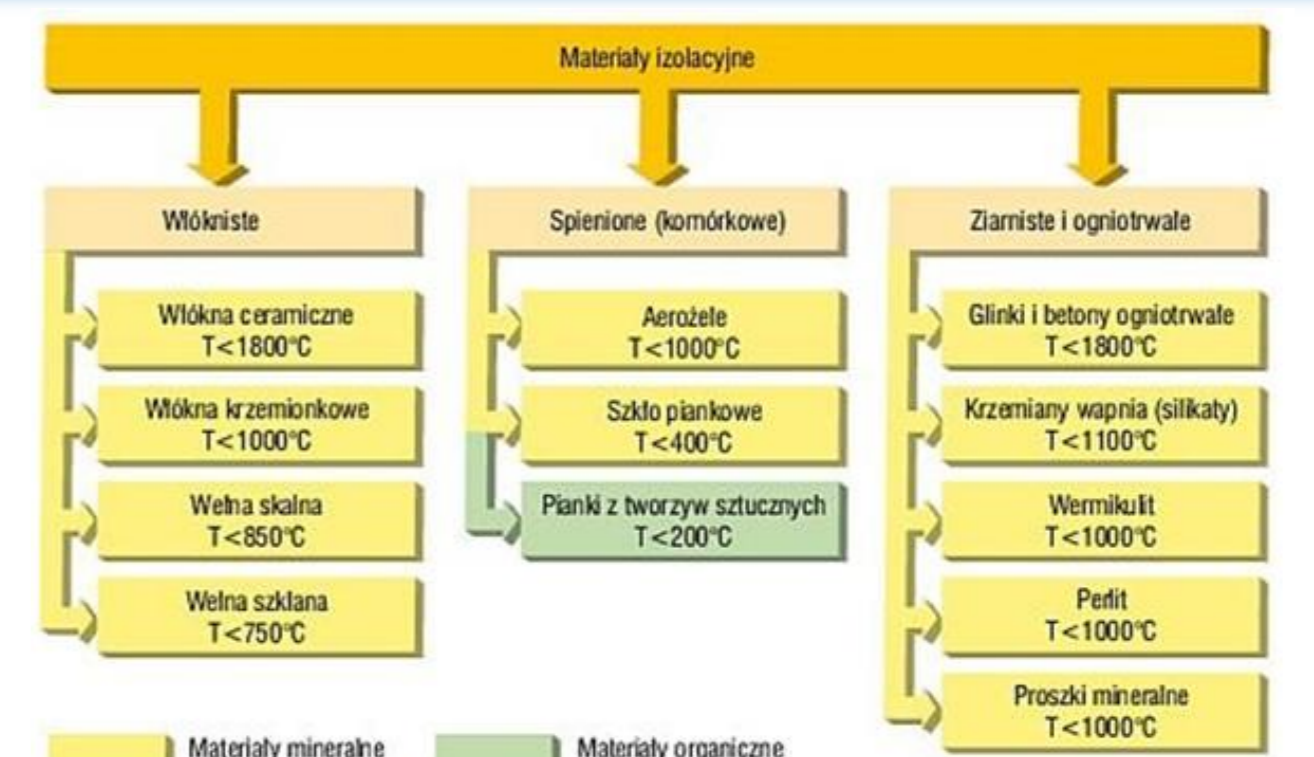 Materiały izolacyjne
Włókniste
Włókna ceramiczne
T<1800°C
Włókna krzemionkowe
T<1000°C
Wełna skalna
T<850°C
Wełna szklana
T<750°C
Spienione (komórkowe)
Aerożele
T<1000°C
Szkło piankowe
T<400°C
Pianki z tworzyw sztucznych
T<200°C
Ziarniste i ogniotrwałe
Glinki i betony ogniotrwałe
T<1800°C
Krzemiany wapnia (silikaty)
T<1100°C
Wermikulit
T<1000°C
Perlit
T<1000°C
Proszki mineralne
T<1000°C
Materiały mineralne
Materiały organiczne